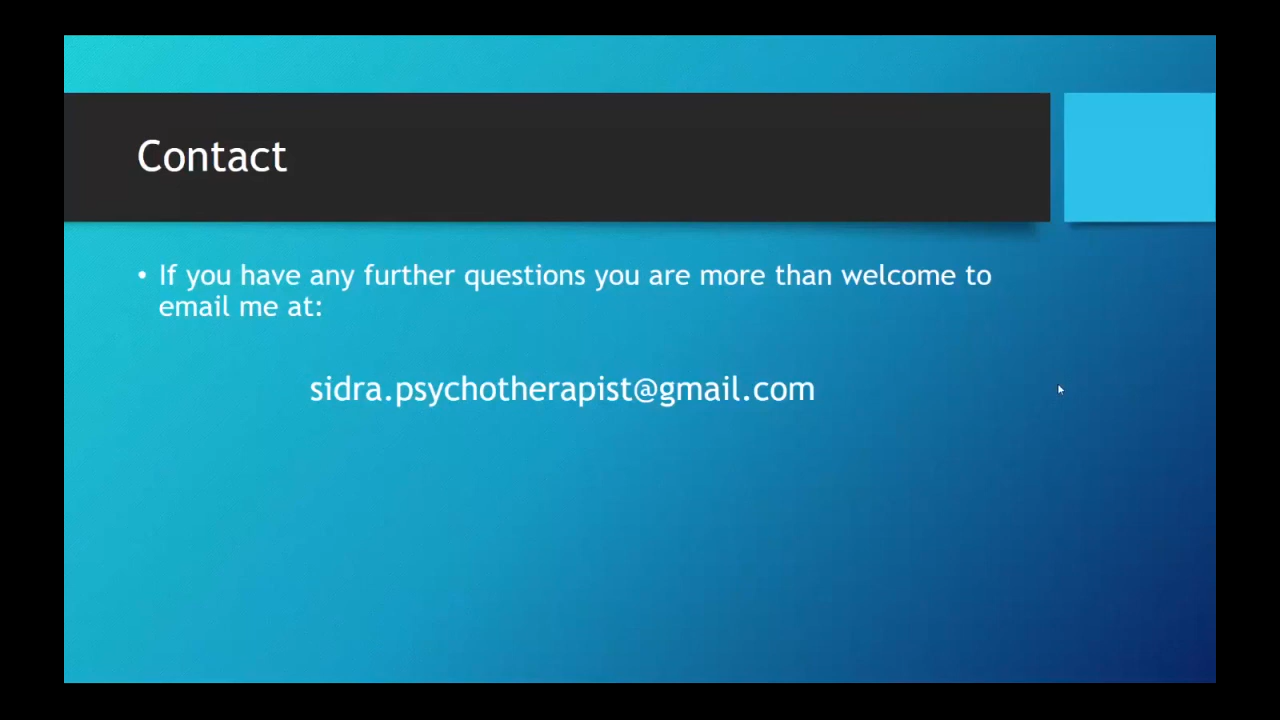 Contact
• If you have any further questions you are more than welcome to
email me at:
sidra.psychotherapist@gmail.com